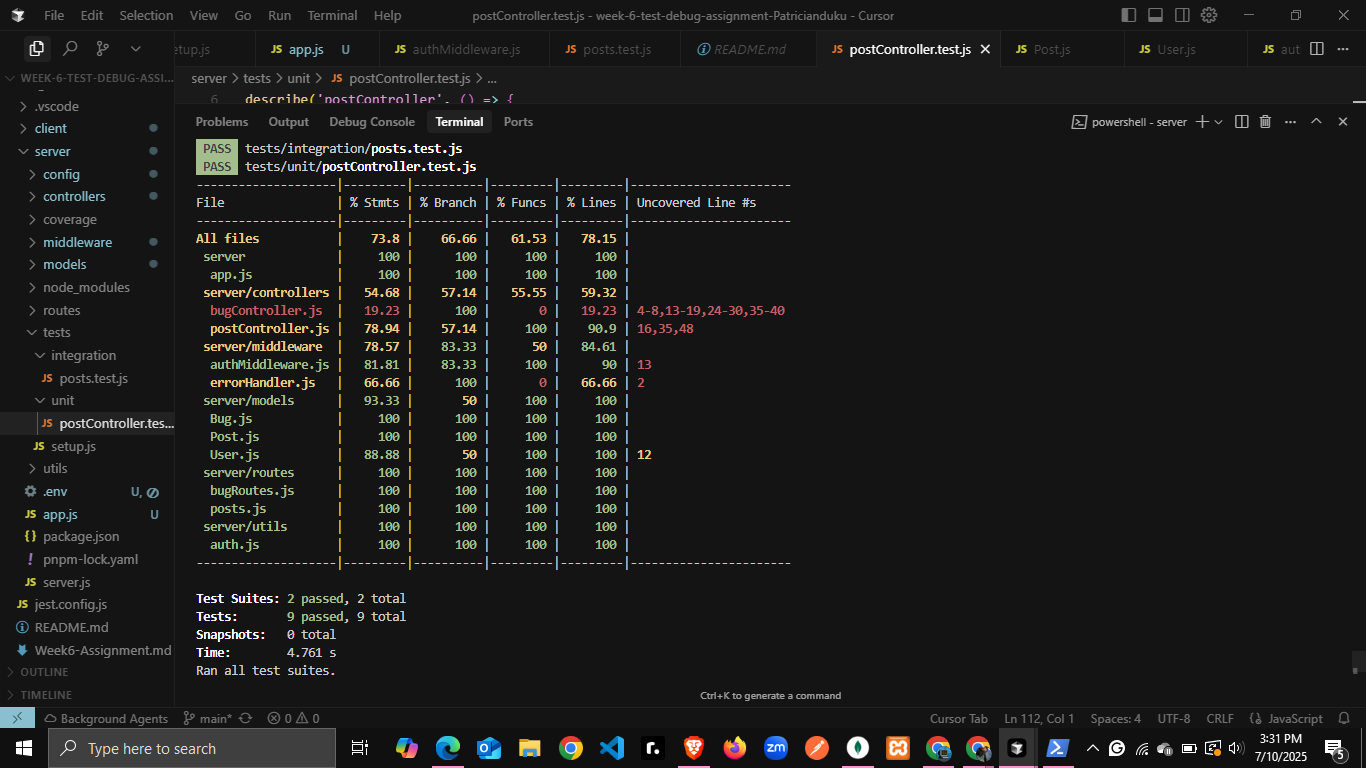 File Edit Selection View Go Run Terminal Help postController.test.js - week-6-test-debug-assignment-Patricianduku - Cursor
etup.js JS app.js U JS authMiddleware.js JS posts.test.js README.md JS postController.test.js JS Post.js JS User.js JS aut
WEEK-6-TEST-DEBUG-ASSI...
server > tests > unit > JS postController.test.js > ...
6 describe('postController', () => {
.vscode
client
server
config
controllers
coverage
middleware
models
node_modules
routes
tests
integration
JS posts.test.js
unit
JS postController.tes...
JS setup.js
utils
.env U,
JS app.js U
{} package.json
! pnpm-lock.yaml
JS server.js
JS jest.config.js
README.md
Week6-Assignment.md
OUTLINE
TIMELINE
Problems Output Debug Console Terminal Ports powershell - server
PASS tests/integration/posts.test.js
PASS tests/unit/postController.test.js
---------------------|---------|----------|---------|---------|-----------------------
File | % Stmts | % Branch | % Funcs | % Lines | Uncovered Line #s
---------------------|---------|----------|---------|---------|-----------------------
All files | 73.8 | 66.66 | 61.53 | 78.15 |
server | 100 | 100 | 100 | 100 |
app.js | 100 | 100 | 100 | 100 |
server/controllers | 54.68 | 57.14 | 55.55 | 59.32 |
bugController.js | 19.23 | 100 | 0 | 19.23 | 4-8,13-19,24-30,35-40
postController.js | 78.94 | 57.14 | 100 | 90.9 | 16,35,48
server/middleware | 78.57 | 83.33 | 50 | 84.61 |
authMiddleware.js | 81.81 | 83.33 | 100 | 90 | 13
errorHandler.js | 66.66 | 100 | 0 | 66.66 | 2
server/models | 93.33 | 50 | 100 | 100 |
Bug.js | 100 | 100 | 100 | 100 |
Post.js | 100 | 100 | 100 | 100 |
User.js | 88.88 | 50 | 100 | 100 | 12
server/routes | 100 | 100 | 100 | 100 |
bugRoutes.js | 100 | 100 | 100 | 100 |
posts.js | 100 | 100 | 100 | 100 |
server/utils | 100 | 100 | 100 | 100 |
auth.js | 100 | 100 | 100 | 100 |
---------------------|---------|----------|---------|---------|-----------------------
Test Suites: 2 passed, 2 total
Tests: 9 passed, 9 total
Snapshots: 0 total
Time: 4.761 s
Ran all test suites.
Ctrl+K to generate a command
Background Agents main* 0 0 Cursor Tab Ln 112, Col 1 Spaces: 4 UTF-8 CRLF {} JavaScript
Type here to search
3:31 PM
7/10/2025
5